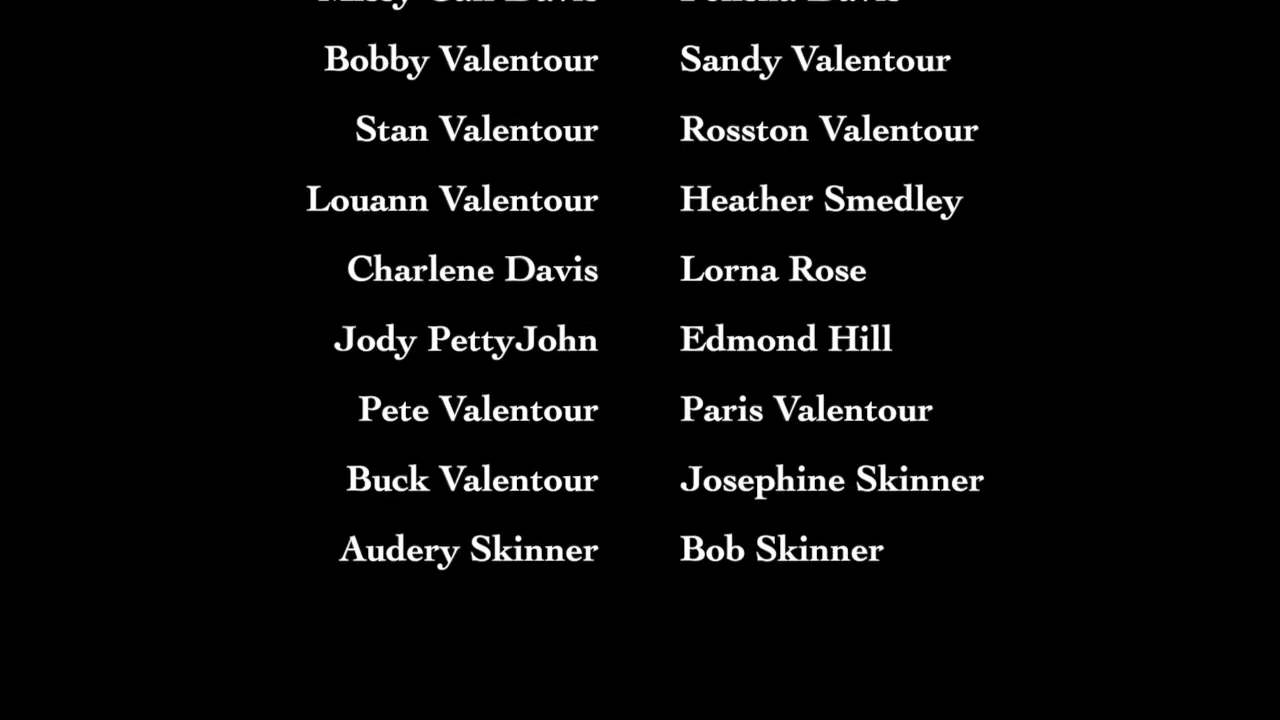 Bobby Valentour Sandy Valentour
Stan Valentour Rosston Valentour
Louann Valentour Heather Smedley
Charlene Davis Lorna Rose
Jody PettyJohn Edmond Hill
Pete Valentour Paris Valentour
Buck Valentour Josephine Skinner
Audery Skinner Bob Skinner